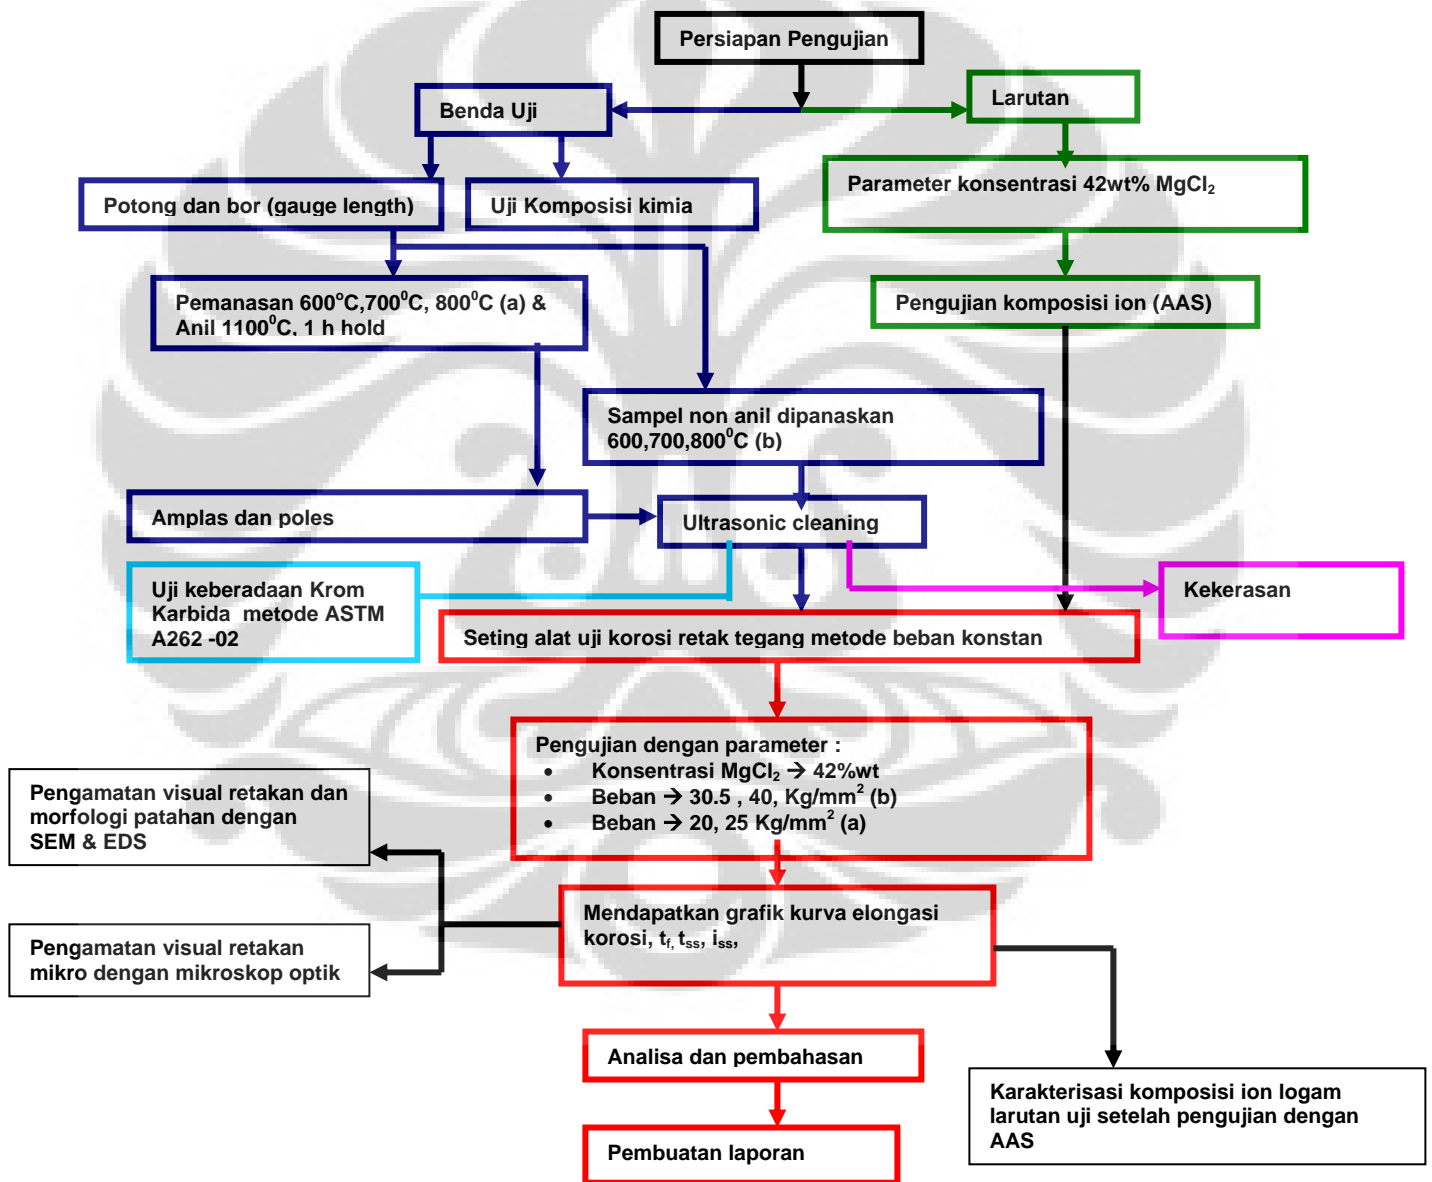 Persiapan Pengujian
Benda Uji
Larutan
Potong dan bor (gauge length)
Uji Komposisi kimia
Parameter konsentrasi 42wt% MgCl₂
Pemanasan 600°C,700⁰C, 800⁰C (a) &
Anil 1100⁰C, 1 h hold
Pengujian komposisi ion (AAS)
Sampel non anil dipanaskan
600,700,800⁰C (b)
Amplas dan poles
Ultrasonic cleaning
Uji keberadaan Krom
Karbida metode ASTM
A262 -02
Kekerasan
Seting alat uji korosi retak tegang metode beban konstan
Pengujian dengan parameter :
• Konsentrasi MgCl₂ → 42%wt
• Beban → 30.5 , 40, Kg/mm² (b)
• Beban → 20, 25 Kg/mm² (a)
Pengamatan visual retakan dan
morfologi patahan dengan
SEM & EDS
Mendapatkan grafik kurva elongasi
korosi, t_f, t_ss, i_ss,
Pengamatan visual retakan
mikro dengan mikroskop optik
Analisa dan pembahasan
Karakterisasi komposisi ion logam
larutan uji setelah pengujian dengan
AAS
Pembuatan laporan